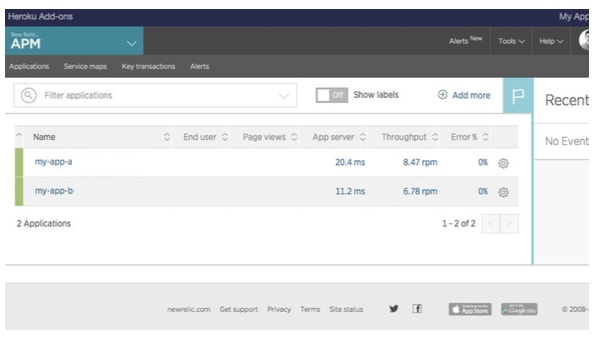 Heroku Add-ons My App
New Relic
APM Alerts New Tools Help
Applications Service maps Key transactions Alerts
Filter applications Off Show labels Add more Recent
Name End user Page views App server Throughput Error % No Event
my-app-a 20.4 ms 8.47 rpm 0%
my-app-b 11.2 ms 6.78 rpm 0%
2 Applications 1 - 2 of 2
newrelic.com Get support Privacy Terms Site status App Store Google play © 2008-